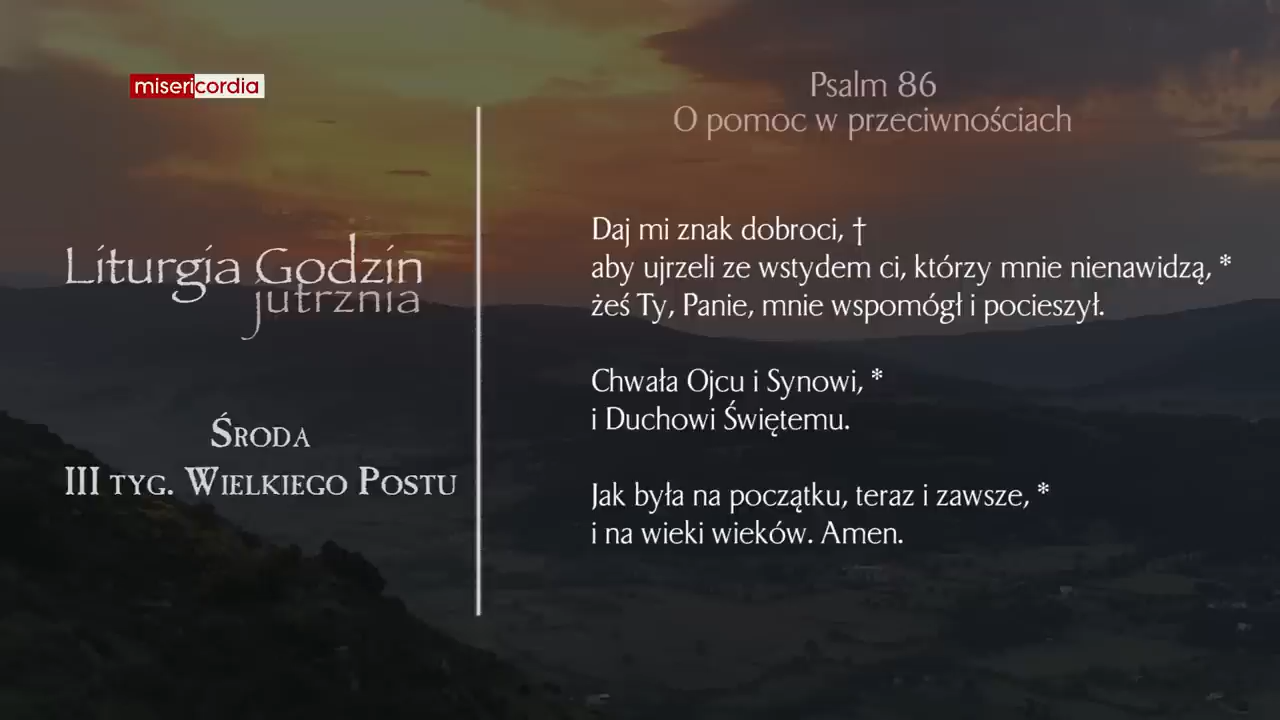 misericordia
Liturgia Godzin
jutrznia
Środa
III tyg. Wielkiego Postu
Psalm 86
O pomoc w przeciwnościach
Daj mi znak dobroci, †
aby ujrzeli ze wstydem ci, którzy mnie nienawidzą, *
żeś Ty, Panie, mnie wspomógł i pocieszył.
Chwała Ojcu i Synowi, *
i Duchowi Świętemu.
Jak była na początku, teraz i zawsze, *
i na wieki wieków. Amen.